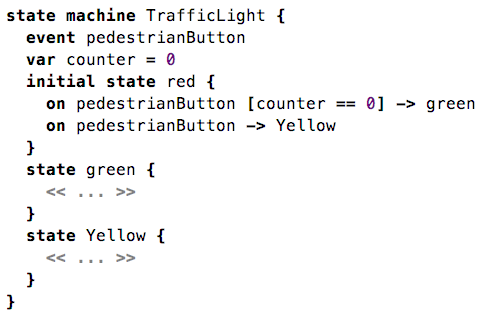 state machine TrafficLight {
  event pedestrianButton
  var counter = 0
  initial state red {
    on pedestrianButton [counter == 0] -> green
    on pedestrianButton -> Yellow
  }
  state green {
    << ... >>
  }
  state Yellow {
    << ... >>
  }
}